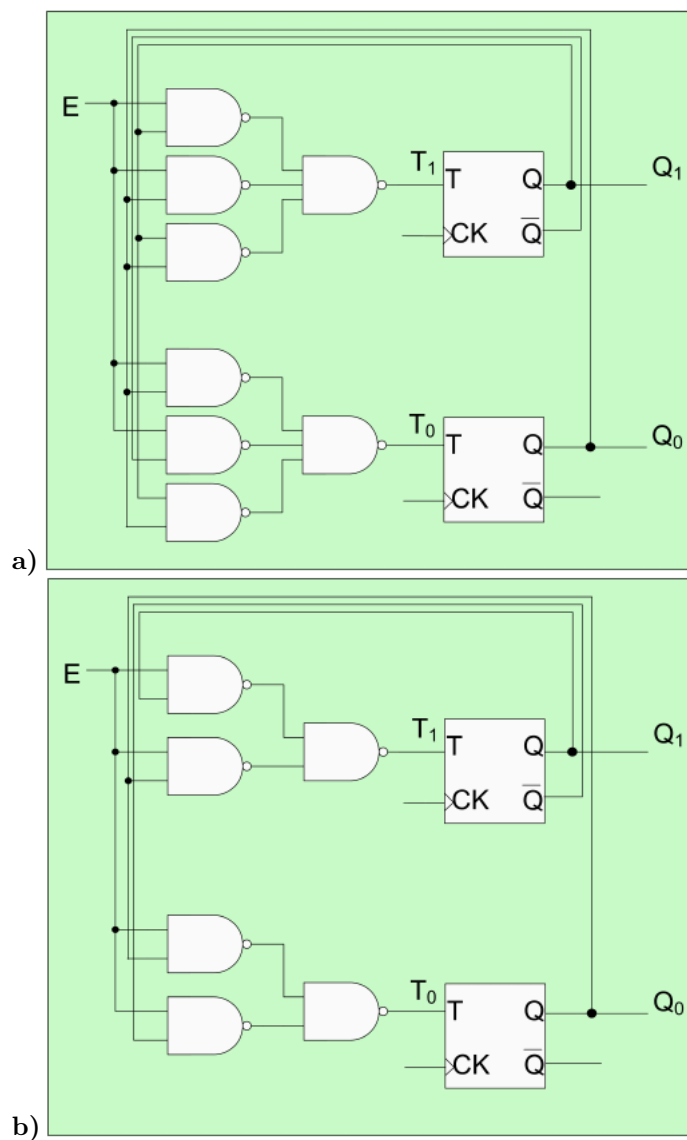 E
T₁ T Q Q₁
CK Q̅
T₀ T Q Q₀
CK Q̅
a)
E
T₁ T Q Q₁
CK Q̅
T₀ T Q Q₀
CK Q̅
b)